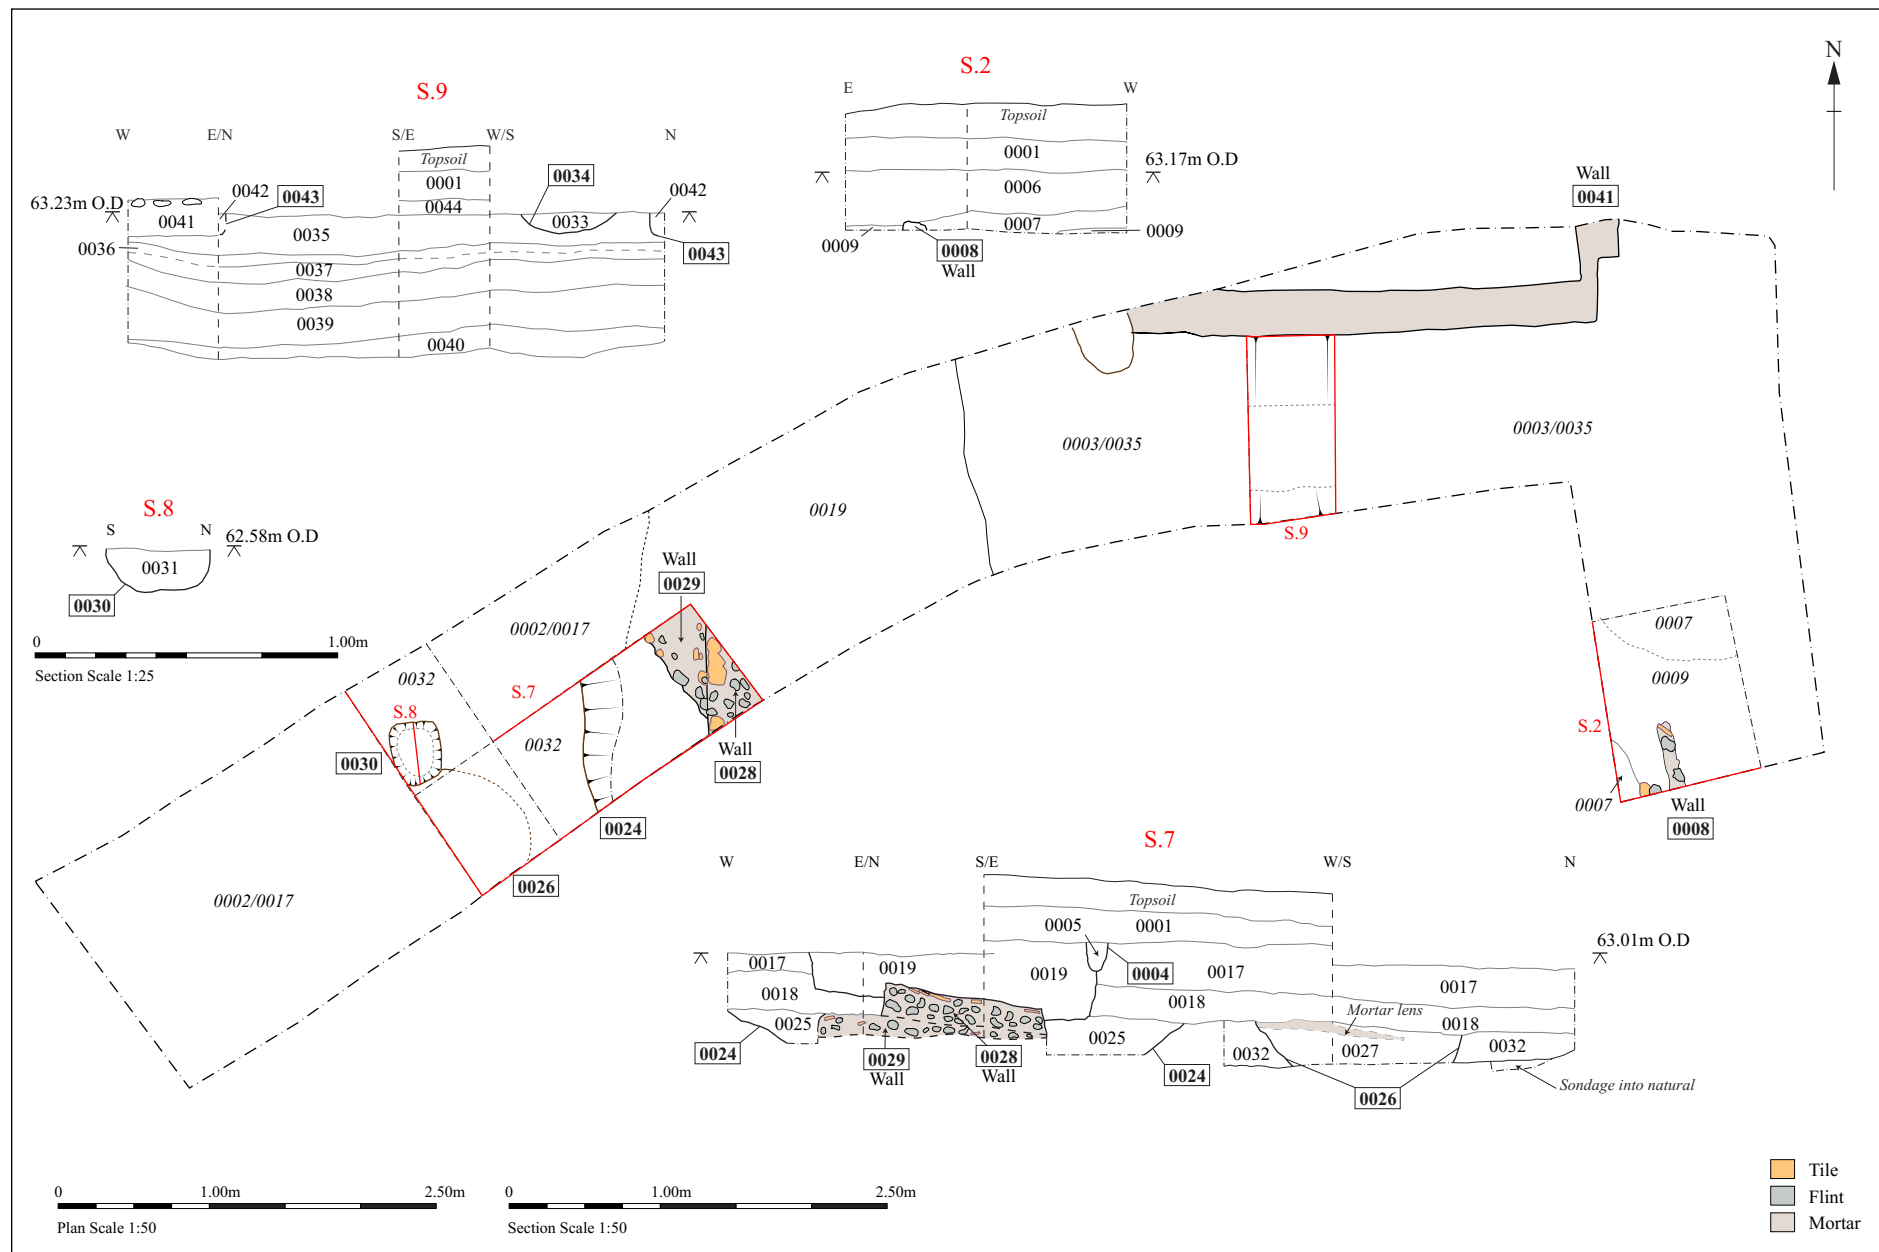 S.9
W
E/N
S/E
W/S
N
Topsoil
0001
0044
0034
0042
0043
0042
63.23m O.D
0041
0035
0033
0036
0043
0037
0038
0039
0040
S.2
E
W
Topsoil
0001
63.17m O.D
0006
0007
0009
0008
0009
Wall
N
Wall
0041
0003/0035
0003/0035
0019
S.9
S.8
S
N
62.58m O.D
0031
0030
0
1.00m
Section Scale 1:25
Wall
0029
0002/0017
0032
S.7
S.8
0032
0030
Wall
0028
0024
0026
0002/0017
0007
0009
S.2
0007
Wall
0008
S.7
W
E/N
S/E
W/S
N
Topsoil
0005
0001
63.01m O.D
0017
0019
0019
0004
0017
0017
0018
0018
Mortar lens
0018
0025
0025
0032
0027
0032
0024
0029
Wall
0028
Wall
0024
0026
Sondage into natural
0
1.00m
2.50m
Plan Scale 1:50
0
1.00m
2.50m
Section Scale 1:50
Tile
Flint
Mortar